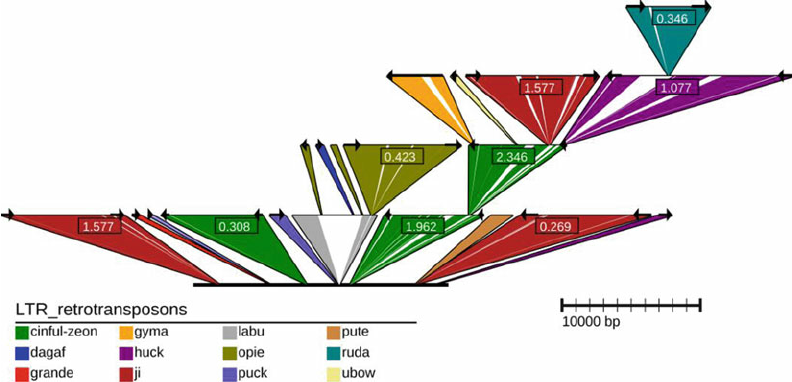 0.346
1.577 1.077
0.423 2.346
1.577 0.308 1.962 0.269
LTR_retrotransposons
cinful-zeon gyma labu pute
dagaf huck opie ruda
grande ji puck ubow
10000 bp